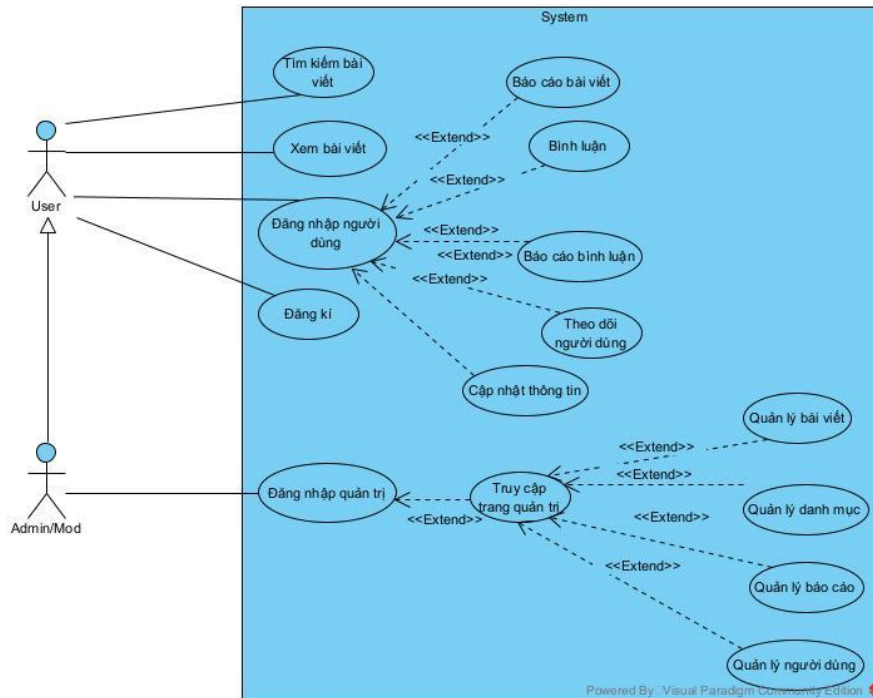 System
Tìm kiếm bài
viết
Báo cáo bài viết
<<Extend>>
Bình luận
Xem bài viết
<<Extend>>
User
Đăng nhập người
dùng
<<Extend>>
Báo cáo bình luận
<<Extend>>
<<Extend>>
Đăng kí
Theo dõi
người dùng
Cập nhật thông tin
Quản lý bài viết
<<Extend>>
<<Extend>>
Admin/Mod
Đăng nhập quản trị
Truy cập
trang quản trị
<<Extend>>
Quản lý danh mục
<<Extend>>
<<Extend>>
Quản lý báo cáo
Quản lý người dùng
Powered By Visual Paradigm Community Edition